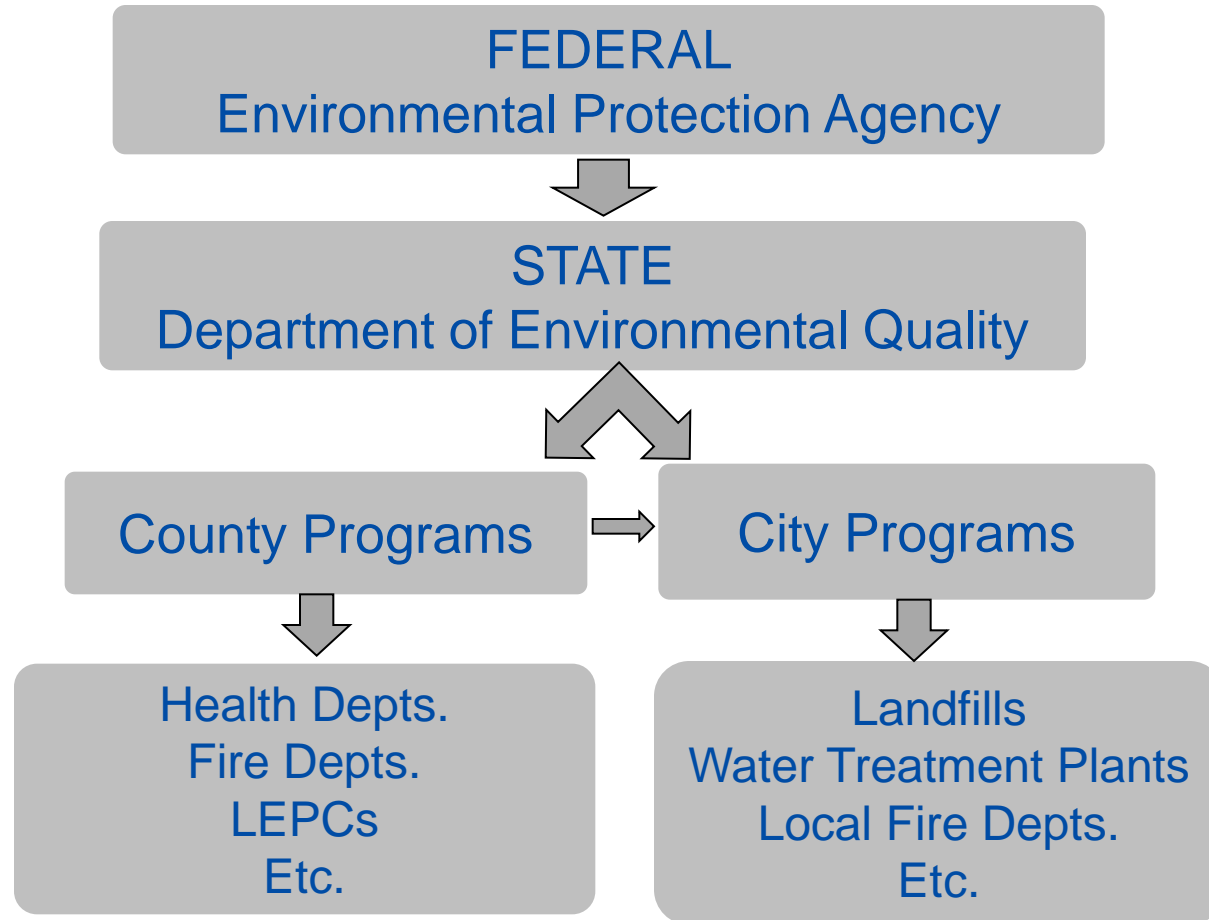 FEDERAL
Environmental Protection Agency
STATE
Department of Environmental Quality
County Programs
City Programs
Health Depts.
Fire Depts.
LEPCs
Etc.
Landfills
Water Treatment Plants
Local Fire Depts.
Etc.